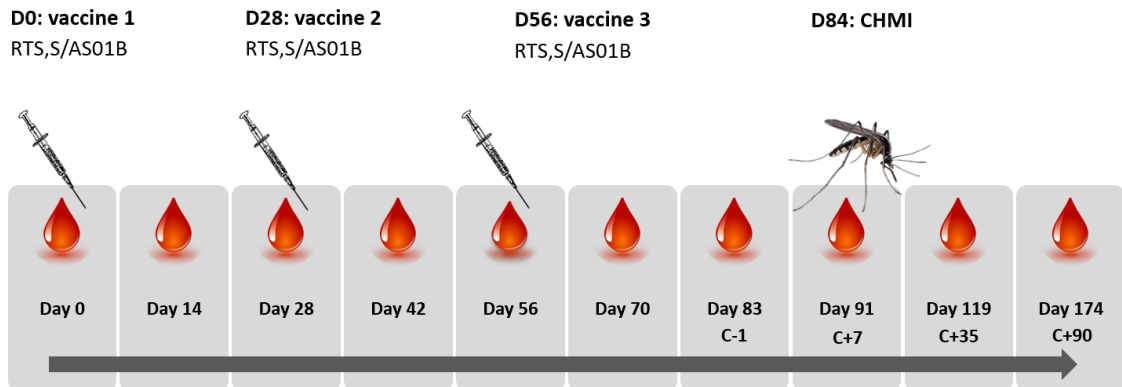 D0: vaccine 1
RTS,S/AS01B
D28: vaccine 2
RTS,S/AS01B
D56: vaccine 3
RTS,S/AS01B
D84: CHMI
Day 0
Day 14
Day 28
Day 42
Day 56
Day 70
Day 83
C-1
Day 91
C+7
Day 119
C+35
Day 174
C+90